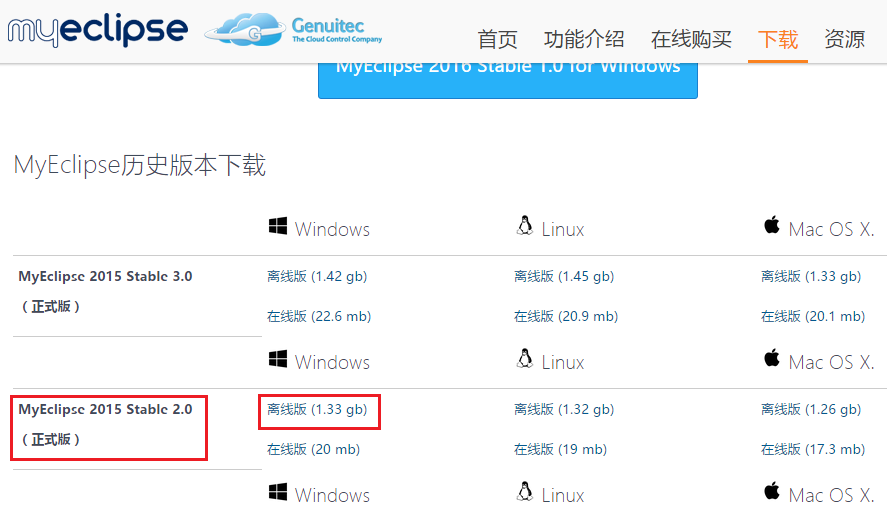 myeclipse Genuitec
The Cloud Control Company
首页 功能介绍 在线购买 下载 资源
MyEclipse 2016 Stable 1.0 for Windows
MyEclipse历史版本下载
Windows Linux Mac OS X.
MyEclipse 2015 Stable 3.0 离线版 (1.42 gb) 离线版 (1.45 gb) 离线版 (1.33 gb)
（正式版） 在线版 (22.6 mb) 在线版 (20.9 mb) 在线版 (20.1 mb)
Windows Linux Mac OS X.
MyEclipse 2015 Stable 2.0 离线版 (1.33 gb) 离线版 (1.32 gb) 离线版 (1.26 gb)
（正式版） 在线版 (20 mb) 在线版 (19 mb) 在线版 (17.3 mb)
Windows Linux Mac OS X.